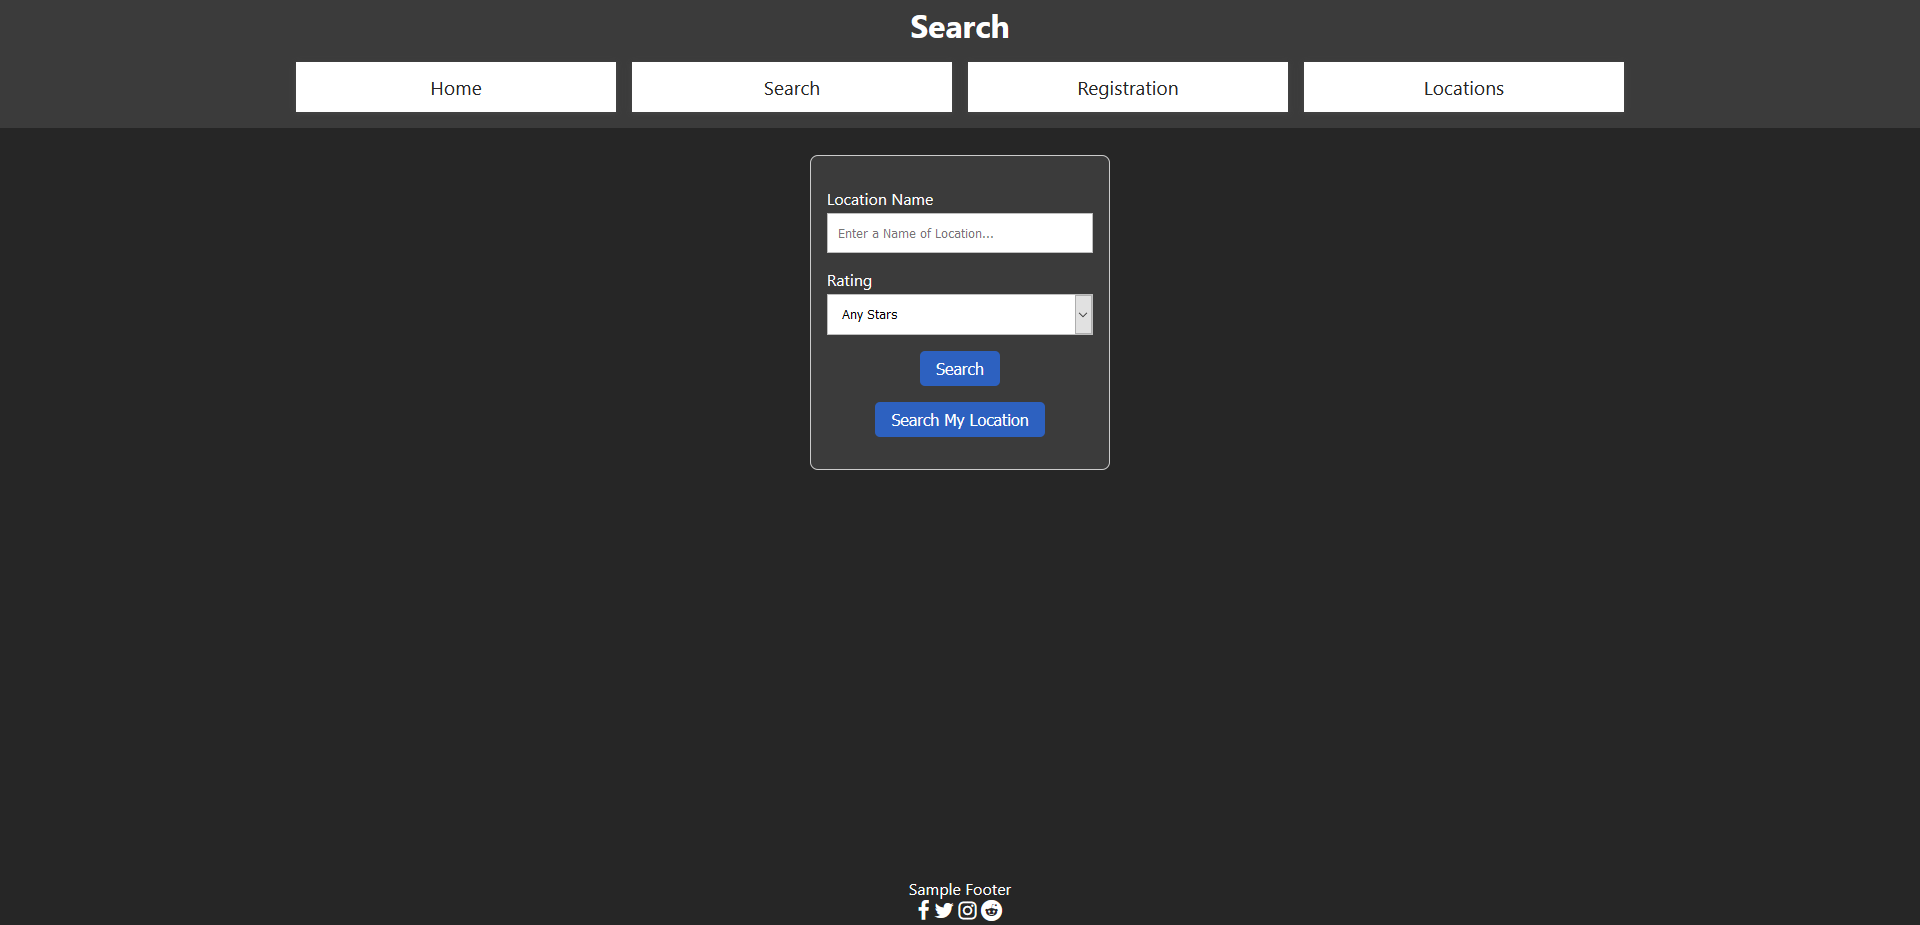 Search
Home Search Registration Locations
Location Name
Enter a Name of Location...
Rating
Any Stars
Search
Search My Location
Sample Footer